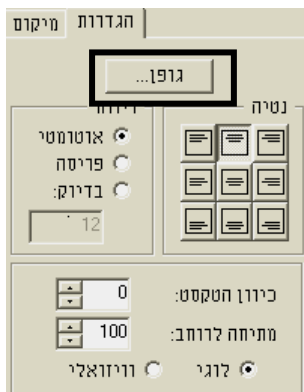 הגדרות מיקום
גופן...
נטיה
אוטומטי
פריסה
בדיוק:
12
כיוון הטקסט: 0
מתיחה לרוחב: 100
לוגי וויזואלי